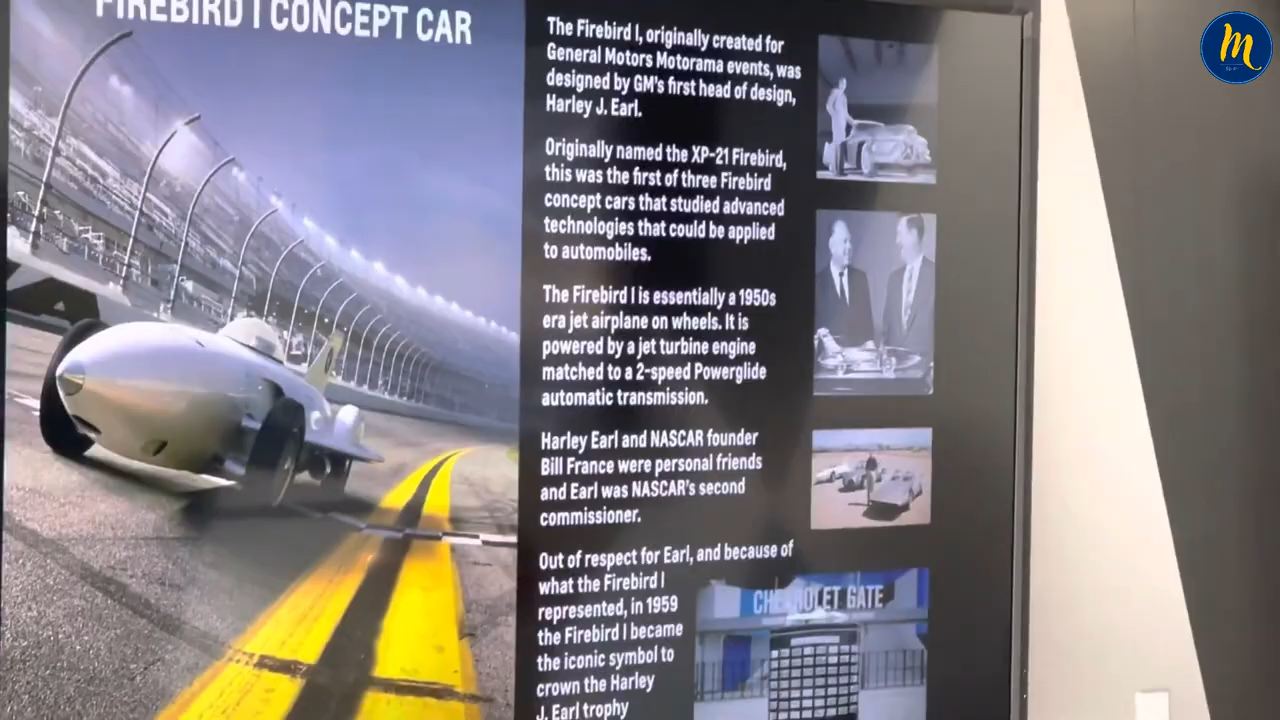 FIREBIRD I CONCEPT CAR
The Firebird I, originally created for
General Motors Motorama events, was
designed by GM's first head of design,
Harley J. Earl.
Originally named the XP-21 Firebird,
this was the first of three Firebird
concept cars that studied advanced
technologies that could be applied
to automobiles.
The Firebird I is essentially a 1950s
era jet airplane on wheels. It is
powered by a jet turbine engine
matched to a 2-speed Powerglide
automatic transmission.
Harley Earl and NASCAR founder
Bill France were personal friends
and Earl was NASCAR's second
commissioner.
Out of respect for Earl, and because of
what the Firebird I
represented, in 1959
the Firebird I became
the iconic symbol to
crown the Harley
J. Earl trophy
CHEVROLET GATE
M